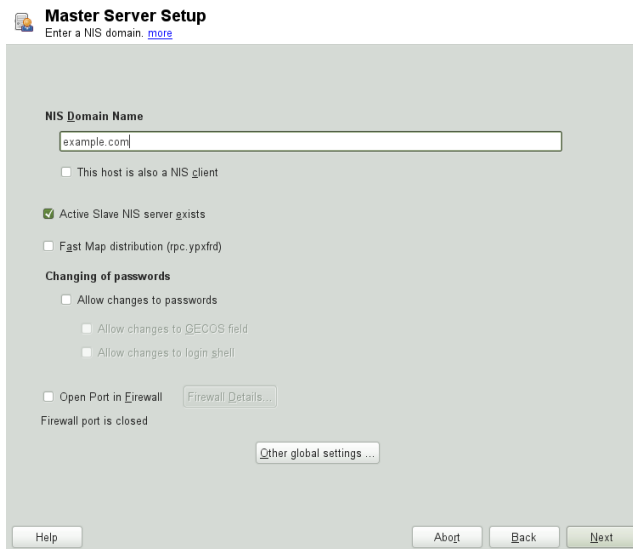 Master Server Setup
Enter a NIS domain. more
NIS Domain Name
example.com
This host is also a NIS client
Active Slave NIS server exists
Fast Map distribution (rpc.ypxfrd)
Changing of passwords
Allow changes to passwords
Allow changes to GECOS field
Allow changes to login shell
Open Port in Firewall Firewall Details...
Firewall port is closed
Other global settings ...
Help Abort Back Next